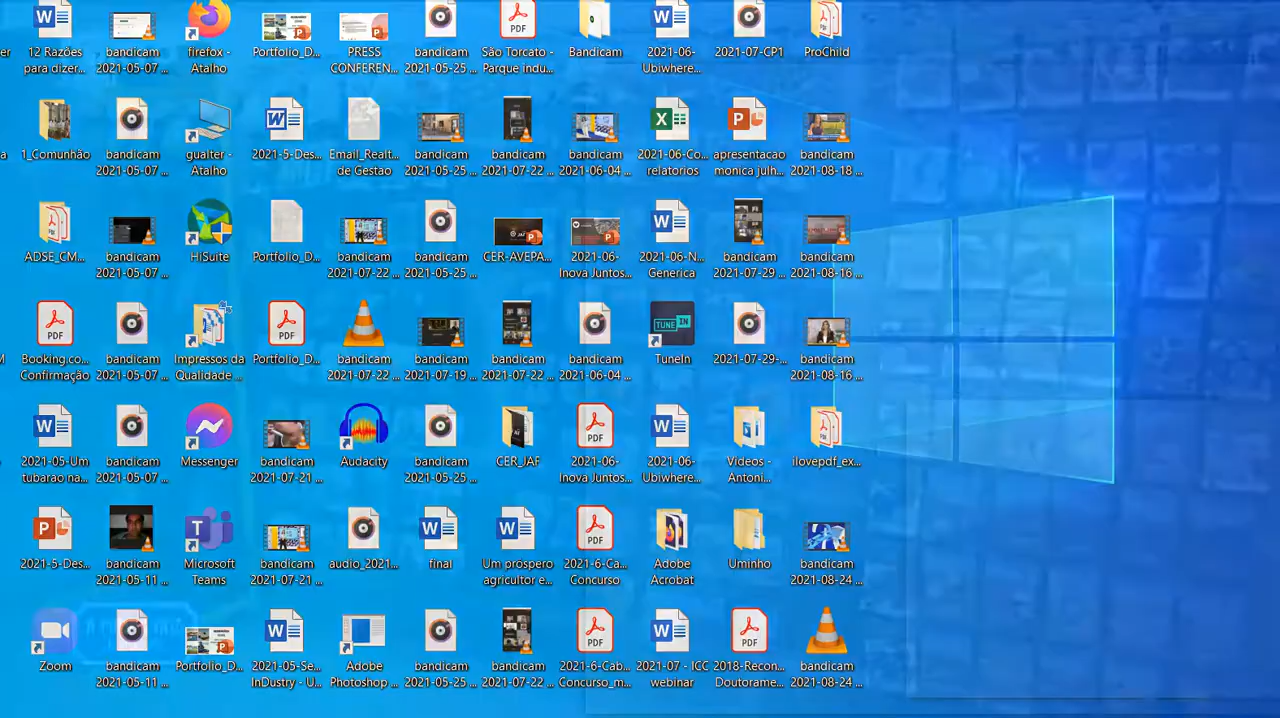 er
12 Razões
para dizer...
bandicam
2021-05-07 ...
firefox -
Atalho
Portfolio_D...
PRESS
CONFEREN...
bandicam
2021-05-25 ...
PDF
São Torcato -
Parque indu...
Bandicam
2021-06-
Ubiwhere...
2021-07-CP1
ProChild
a
1_Comunhão
bandicam
2021-05-07 ...
gualter -
Atalho
2021-5-Des...
Email_Realt...
de Gestao
bandicam
2021-05-25 ...
bandicam
2021-07-22 ...
bandicam
2021-06-04 ...
2021-06-Co...
relatorios
apresentacao
monica julh...
bandicam
2021-08-18 ...
ADSE_CM...
bandicam
2021-05-07 ...
HiSuite
Portfolio_D...
bandicam
2021-07-22 ...
bandicam
2021-05-25 ...
CER-AVEPA...
2021-06-
Inova Juntos...
2021-06-N...
Generica
bandicam
2021-07-29 ...
bandicam
2021-08-16 ...
M
PDF
Booking.co...
Confirmação
bandicam
2021-05-07 ...
Impressos da
Qualidade ...
PDF
Portfolio_D...
bandicam
2021-07-22 ...
bandicam
2021-07-19 ...
bandicam
2021-07-22 ...
bandicam
2021-06-04 ...
TUNE IN
TuneIn
2021-07-29-...
bandicam
2021-08-16 ...
2021-05-Um
tubarao na...
bandicam
2021-05-07 ...
Messenger
bandicam
2021-07-21 ...
Audacity
bandicam
2021-05-25 ...
CER_JAF
PDF
2021-06-
Inova Juntos...
2021-06-
Ubiwhere...
Videos -
Antoni...
ilovepdf_ex...
2021-5-Des...
bandicam
2021-05-11 ...
Microsoft
Teams
bandicam
2021-07-21 ...
audio_2021...
final
Um prospero
agricultor e...
PDF
2021-6-Ca...
Concurso
Adobe
Acrobat
Uminho
bandicam
2021-08-24 ...
Zoom
bandicam
2021-05-11 ...
Portfolio_D...
2021-05-Se...
InDustry - U...
Adobe
Photoshop ...
bandicam
2021-05-25 ...
bandicam
2021-07-22 ...
PDF
2021-6-Cab...
Concurso_m...
2021-07 - ICC
webinar
PDF
2018-Recon...
Doutorame...
bandicam
2021-08-24 ...